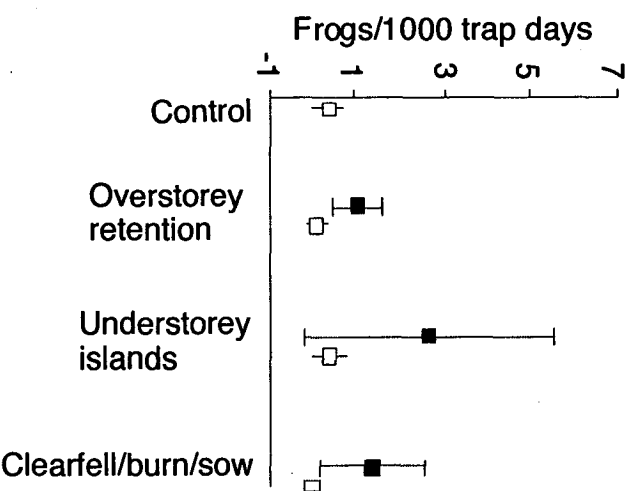 Frogs/1000 trap days
-1 1 3 5 7
Control
Overstorey
retention
Understorey
islands
Clearfell/burn/sow